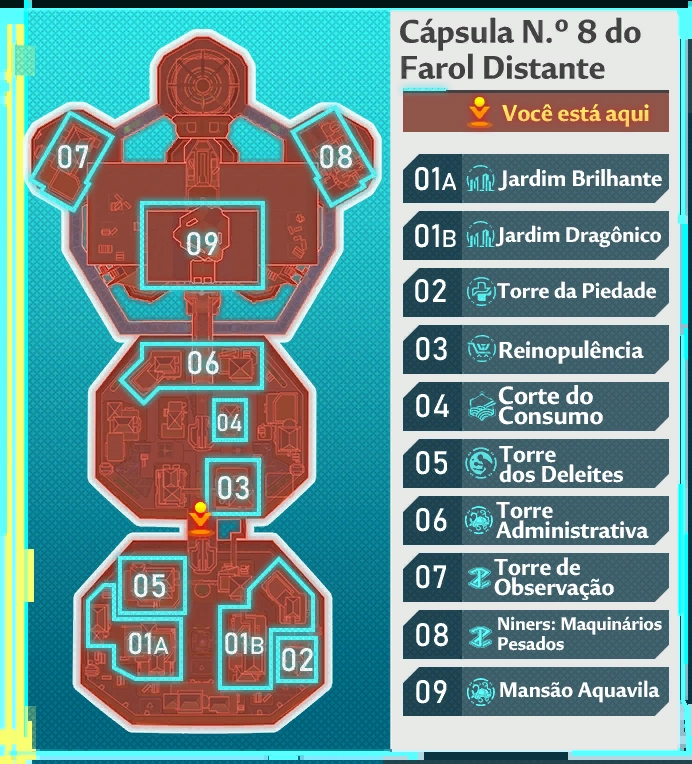 Cápsula N.º 8 do
Farol Distante
Você está aqui
01A Jardim Brilhante
01B Jardim Dragônico
02 Torre da Piedade
03 Reinopulência
04 Corte do
Consumo
05 Torre
dos Deleites
06 Torre
Administrativa
07 Torre de
Observação
08 Niners: Maquinários
Pesados
09 Mansão Aquavila
07
08
09
06
04
03
05
01A
01B
02